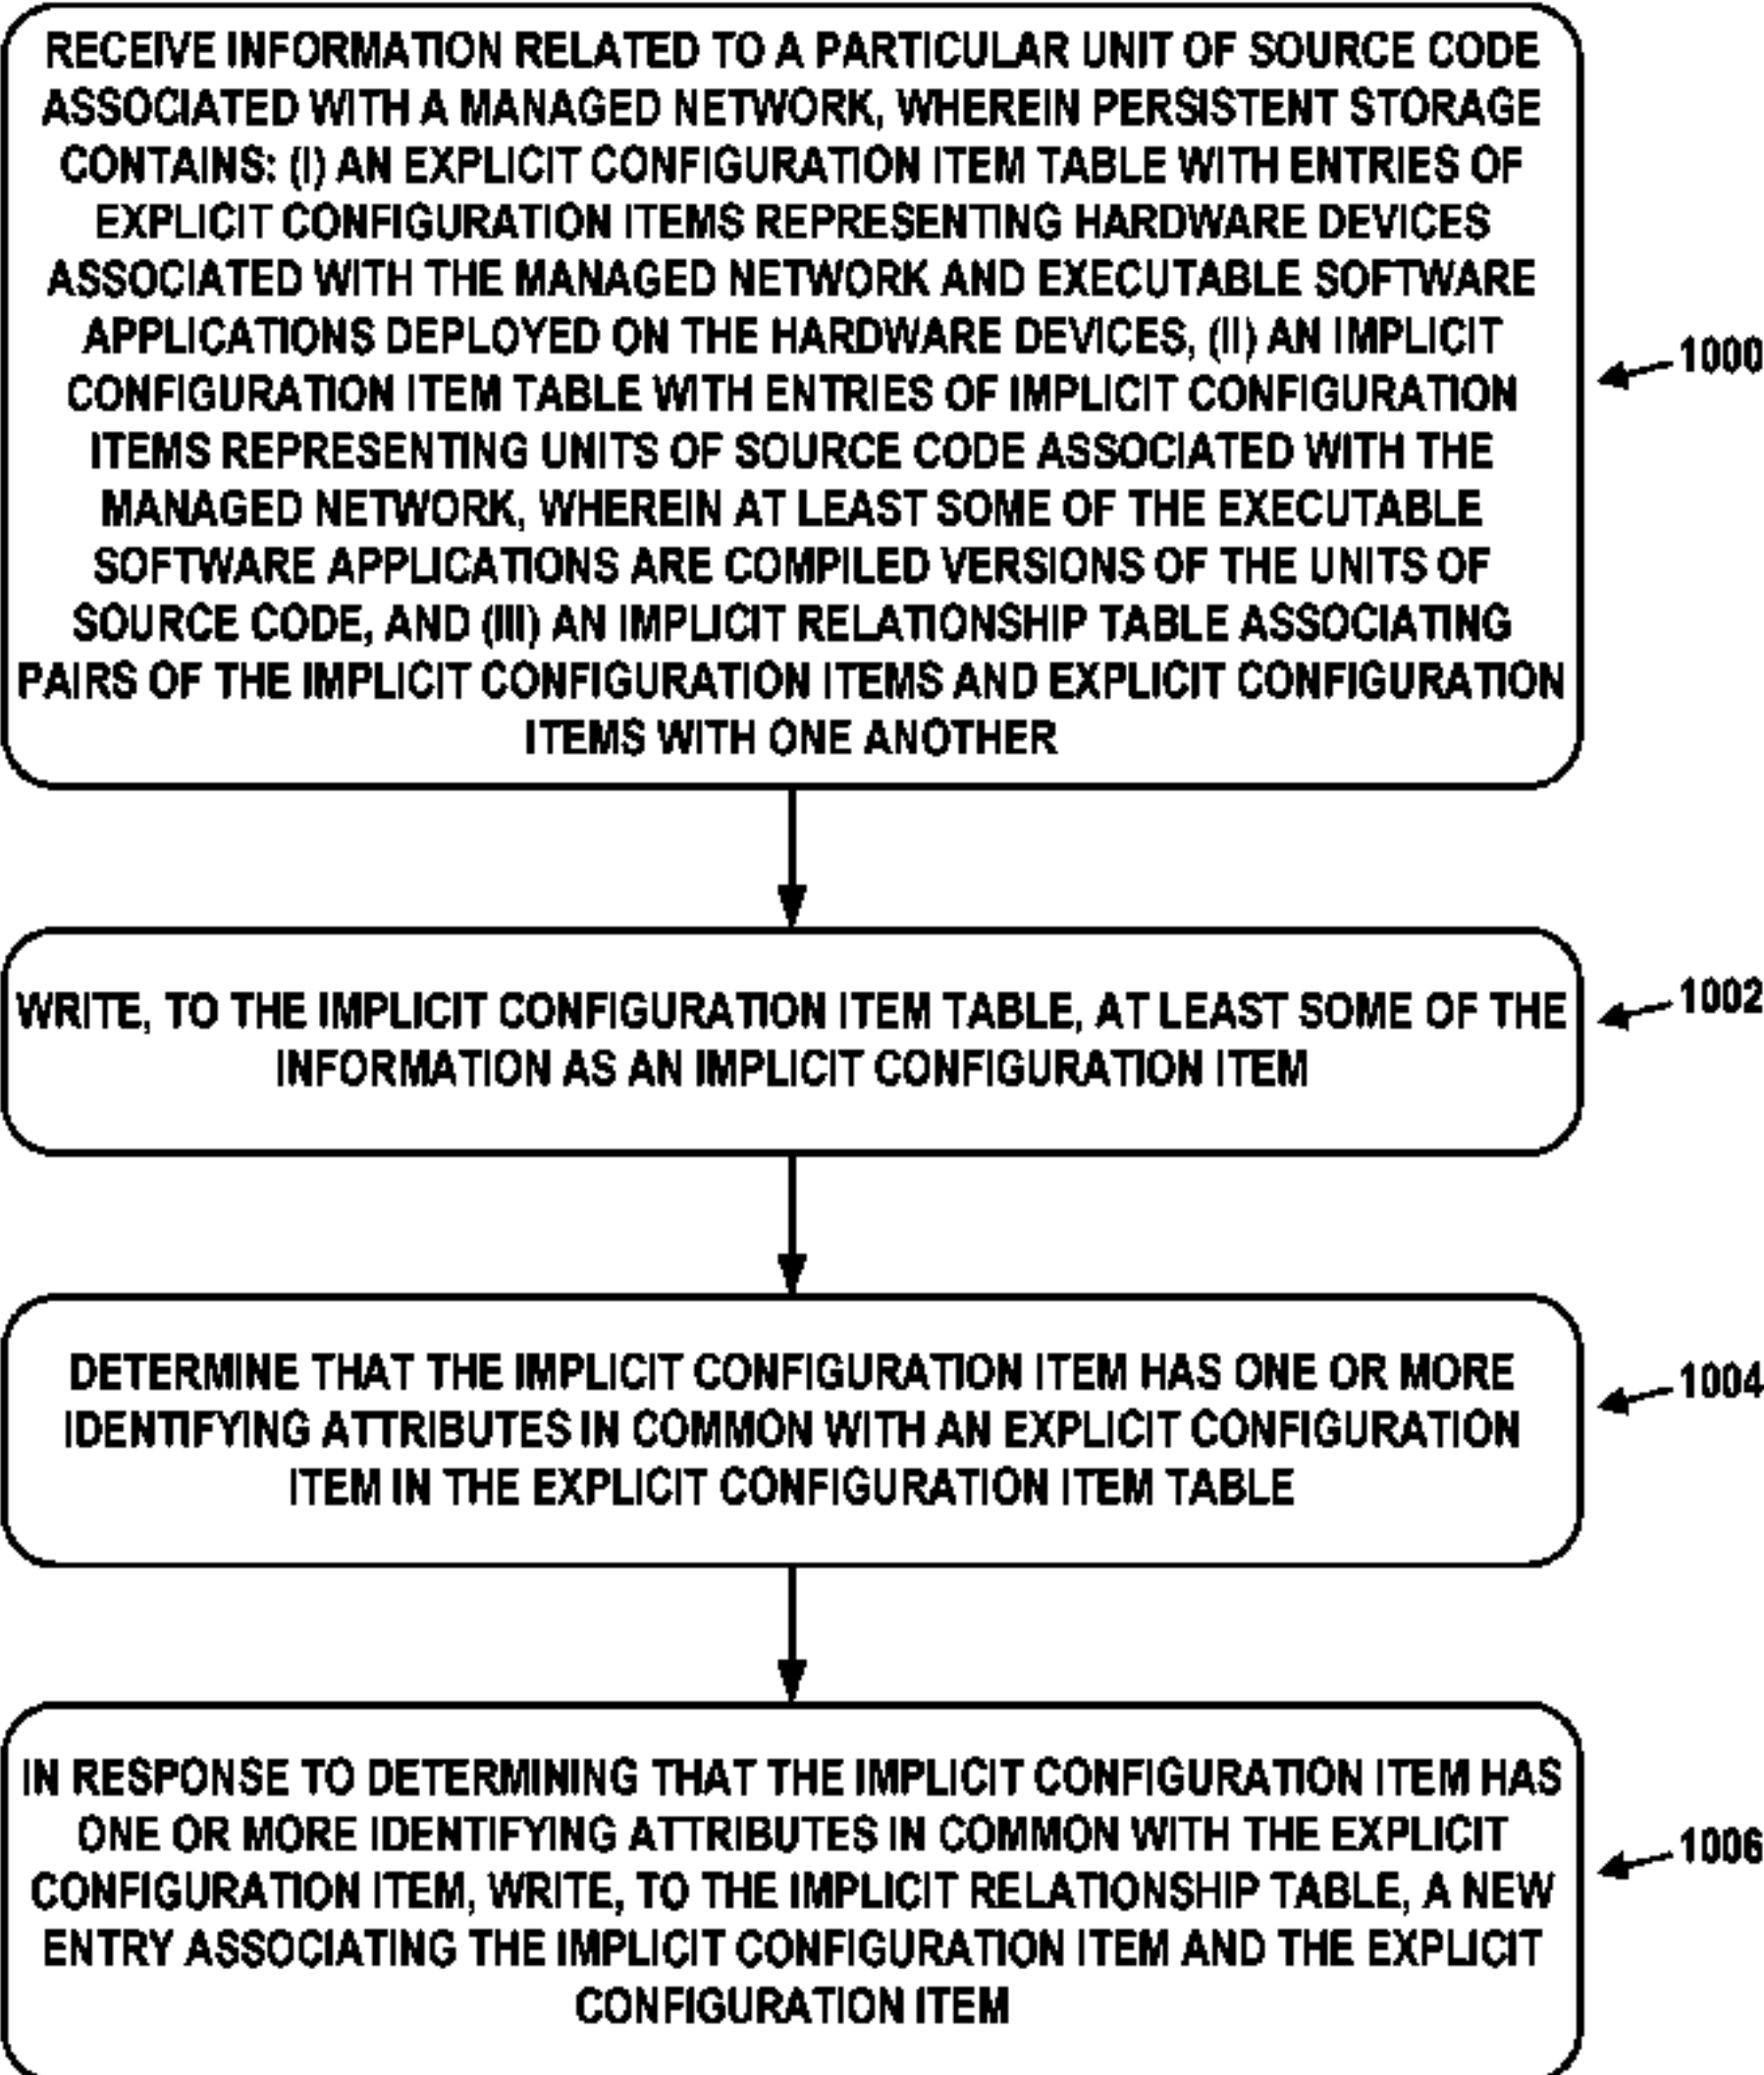 RECEIVE INFORMATION RELATED TO A PARTICULAR UNIT OF SOURCE CODE
ASSOCIATED WITH A MANAGED NETWORK, WHEREIN PERSISTENT STORAGE
CONTAINS: (I) AN EXPLICIT CONFIGURATION ITEM TABLE WITH ENTRIES OF
EXPLICIT CONFIGURATION ITEMS REPRESENTING HARDWARE DEVICES
ASSOCIATED WITH THE MANAGED NETWORK AND EXECUTABLE SOFTWARE
APPLICATIONS DEPLOYED ON THE HARDWARE DEVICES, (II) AN IMPLICIT
CONFIGURATION ITEM TABLE WITH ENTRIES OF IMPLICIT CONFIGURATION
ITEMS REPRESENTING UNITS OF SOURCE CODE ASSOCIATED WITH THE
MANAGED NETWORK, WHEREIN AT LEAST SOME OF THE EXECUTABLE
SOFTWARE APPLICATIONS ARE COMPILED VERSIONS OF THE UNITS OF
SOURCE CODE, AND (III) AN IMPLICIT RELATIONSHIP TABLE ASSOCIATING
PAIRS OF THE IMPLICIT CONFIGURATION ITEMS AND EXPLICIT CONFIGURATION
ITEMS WITH ONE ANOTHER
1000
WRITE, TO THE IMPLICIT CONFIGURATION ITEM TABLE, AT LEAST SOME OF THE
INFORMATION AS AN IMPLICIT CONFIGURATION ITEM
1002
DETERMINE THAT THE IMPLICIT CONFIGURATION ITEM HAS ONE OR MORE
IDENTIFYING ATTRIBUTES IN COMMON WITH AN EXPLICIT CONFIGURATION
ITEM IN THE EXPLICIT CONFIGURATION ITEM TABLE
1004
IN RESPONSE TO DETERMINING THAT THE IMPLICIT CONFIGURATION ITEM HAS
ONE OR MORE IDENTIFYING ATTRIBUTES IN COMMON WITH THE EXPLICIT
CONFIGURATION ITEM, WRITE, TO THE IMPLICIT RELATIONSHIP TABLE, A NEW
ENTRY ASSOCIATING THE IMPLICIT CONFIGURATION ITEM AND THE EXPLICIT
CONFIGURATION ITEM
1006